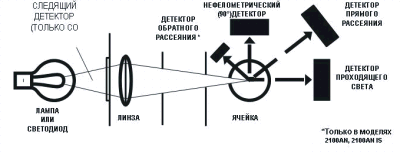 СЛЕДЯЩИЙ
ДЕТЕКТОР
(ТОЛЬКО СО
ДЕТЕКТОР
ОБРАТНОГО
РАССЕЯНИЯ *
НЕФЕЛОМЕТРИЧЕСКИЙ
(90°)ДЕТЕКТОР
ДЕТЕКТОР
ПРЯМОГО
РАССЕЯНИЯ
ДЕТЕКТОР
ПРОХОДЯЩЕГО
СВЕТА
ЛАМПА
ИЛИ
СВЕТОДИОД
ЛИНЗА
ЯЧЕЙКА
*Только в моделях
2100AN, 2100AN IS